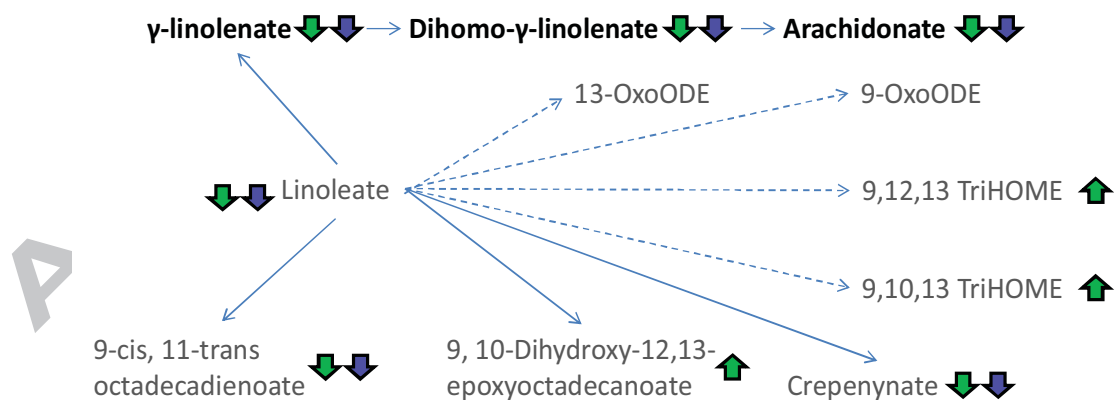 γ-linolenate Dihomo-γ-linolenate Arachidonate
13-OxoODE 9-OxoODE
Linoleate 9,12,13 TriHOME
A
9,10,13 TriHOME
9-cis, 11-trans
octadecadienoate
9, 10-Dihydroxy-12,13-
epoxyoctadecanoate
Crepenynate